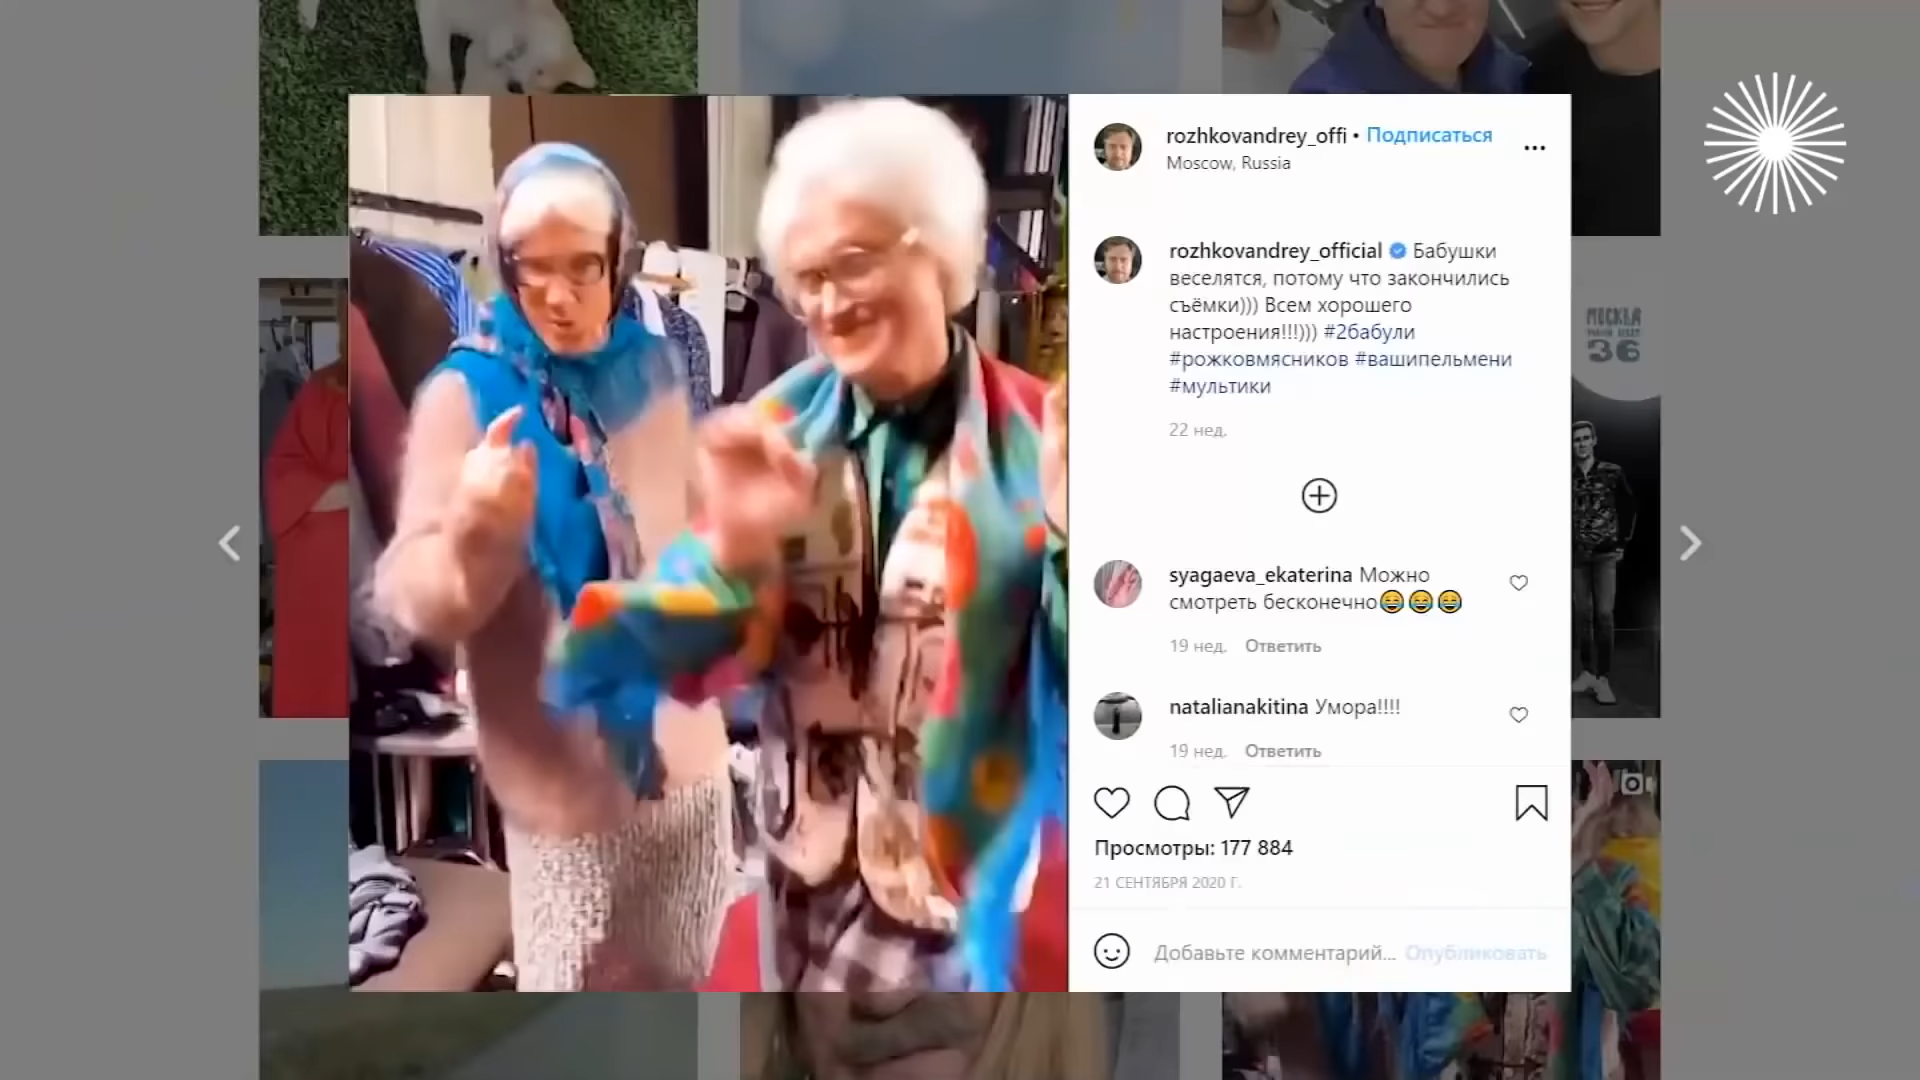 rozhkovandrey_offi • Подписаться
Moscow, Russia
rozhkovandrey_official Бабушки
веселятся, потому что закончились
съёмки))) Всем хорошего
настроения!!!))) #2бабули
#рожковмясников #вашипельмени
#мультики
22 нед.
syagaeva_ekaterina Можно
смотреть бесконечно😂😂😂
19 нед. Ответить
natalianakitina Умора!!!!
19 нед. Ответить
Просмотры: 177 884
21 СЕНТЯБРЯ 2020 Г.
Добавьте комментарий... Опубликовать
МОСКВА
36